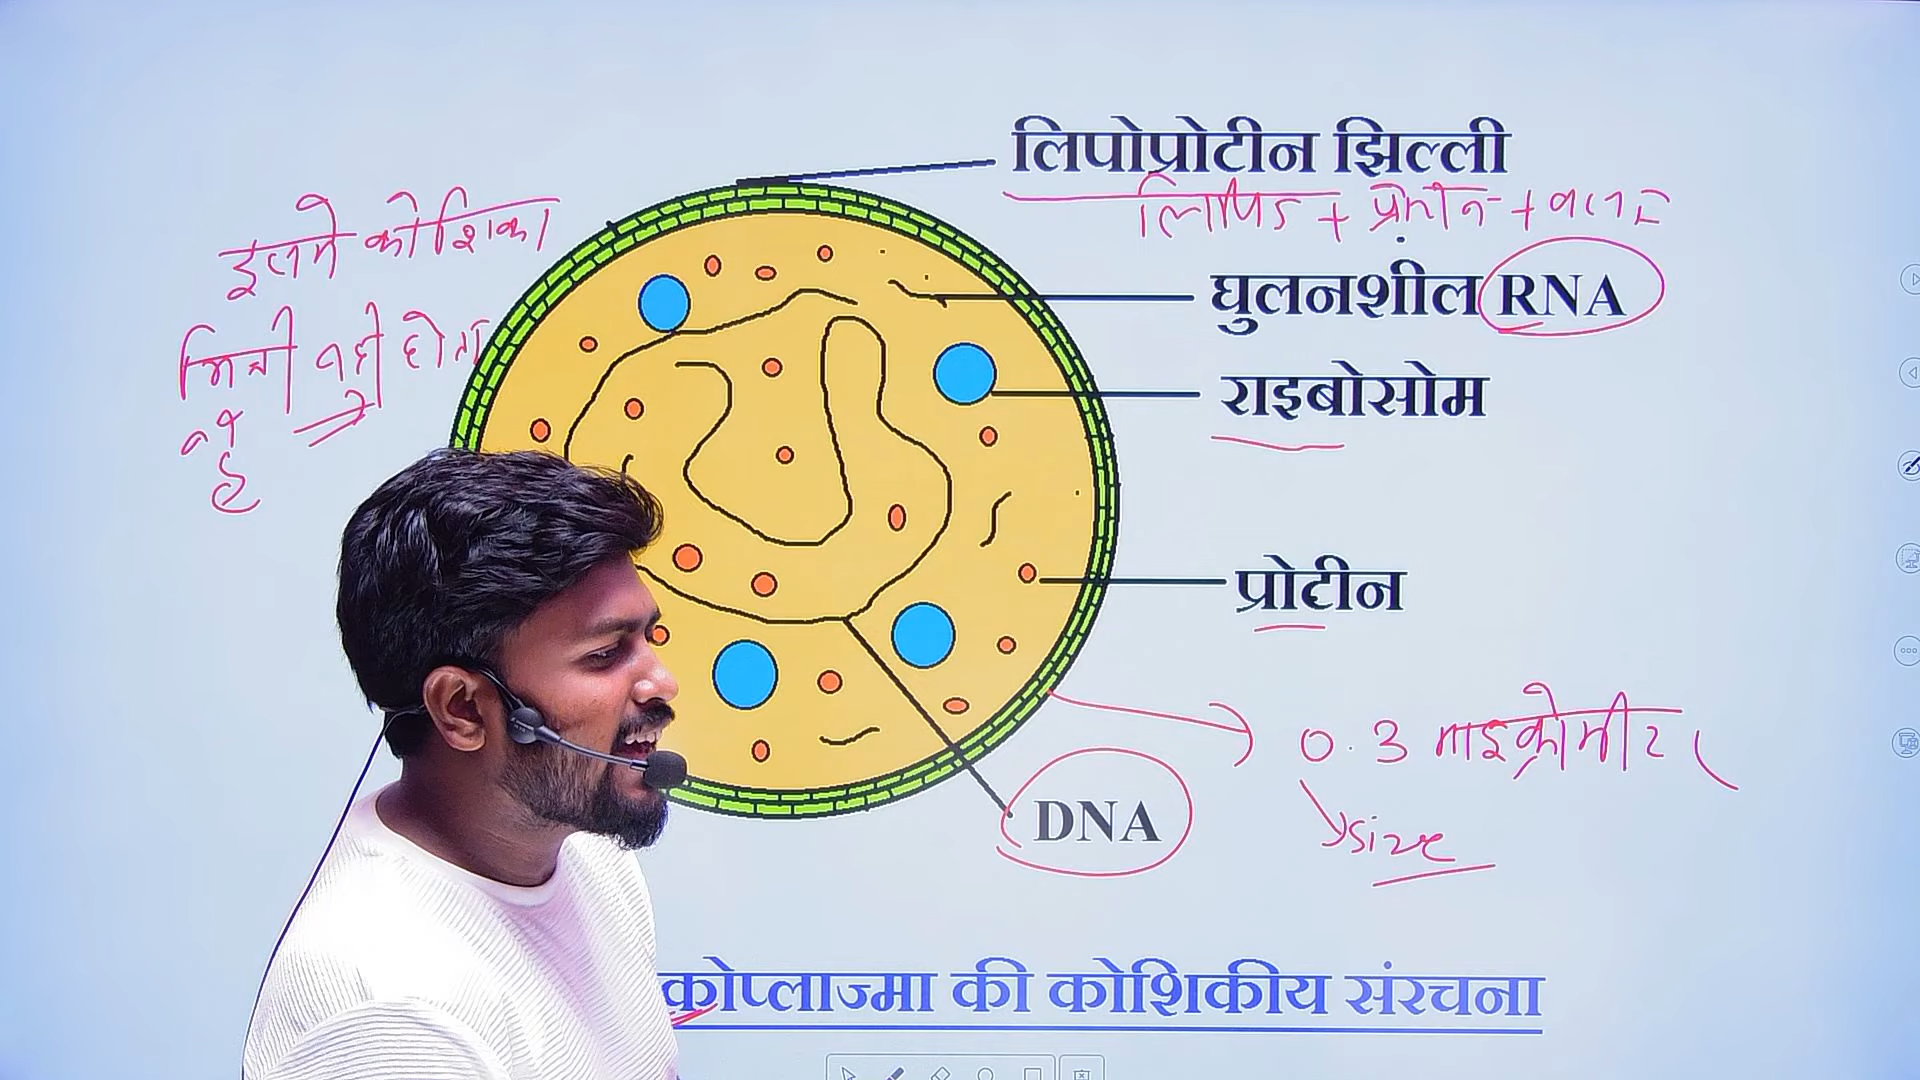 लिपोप्रोटीन झिल्ली
लिपिड + प्रोटीन +
घुलनशील RNA
राइबोसोम
प्रोटीन
DNA
इसमे कोशिका
भित्ती नही होता
है
0.3 माइक्रोमीटर
size
कोप्लाज्मा की कोशिकीय संरचना